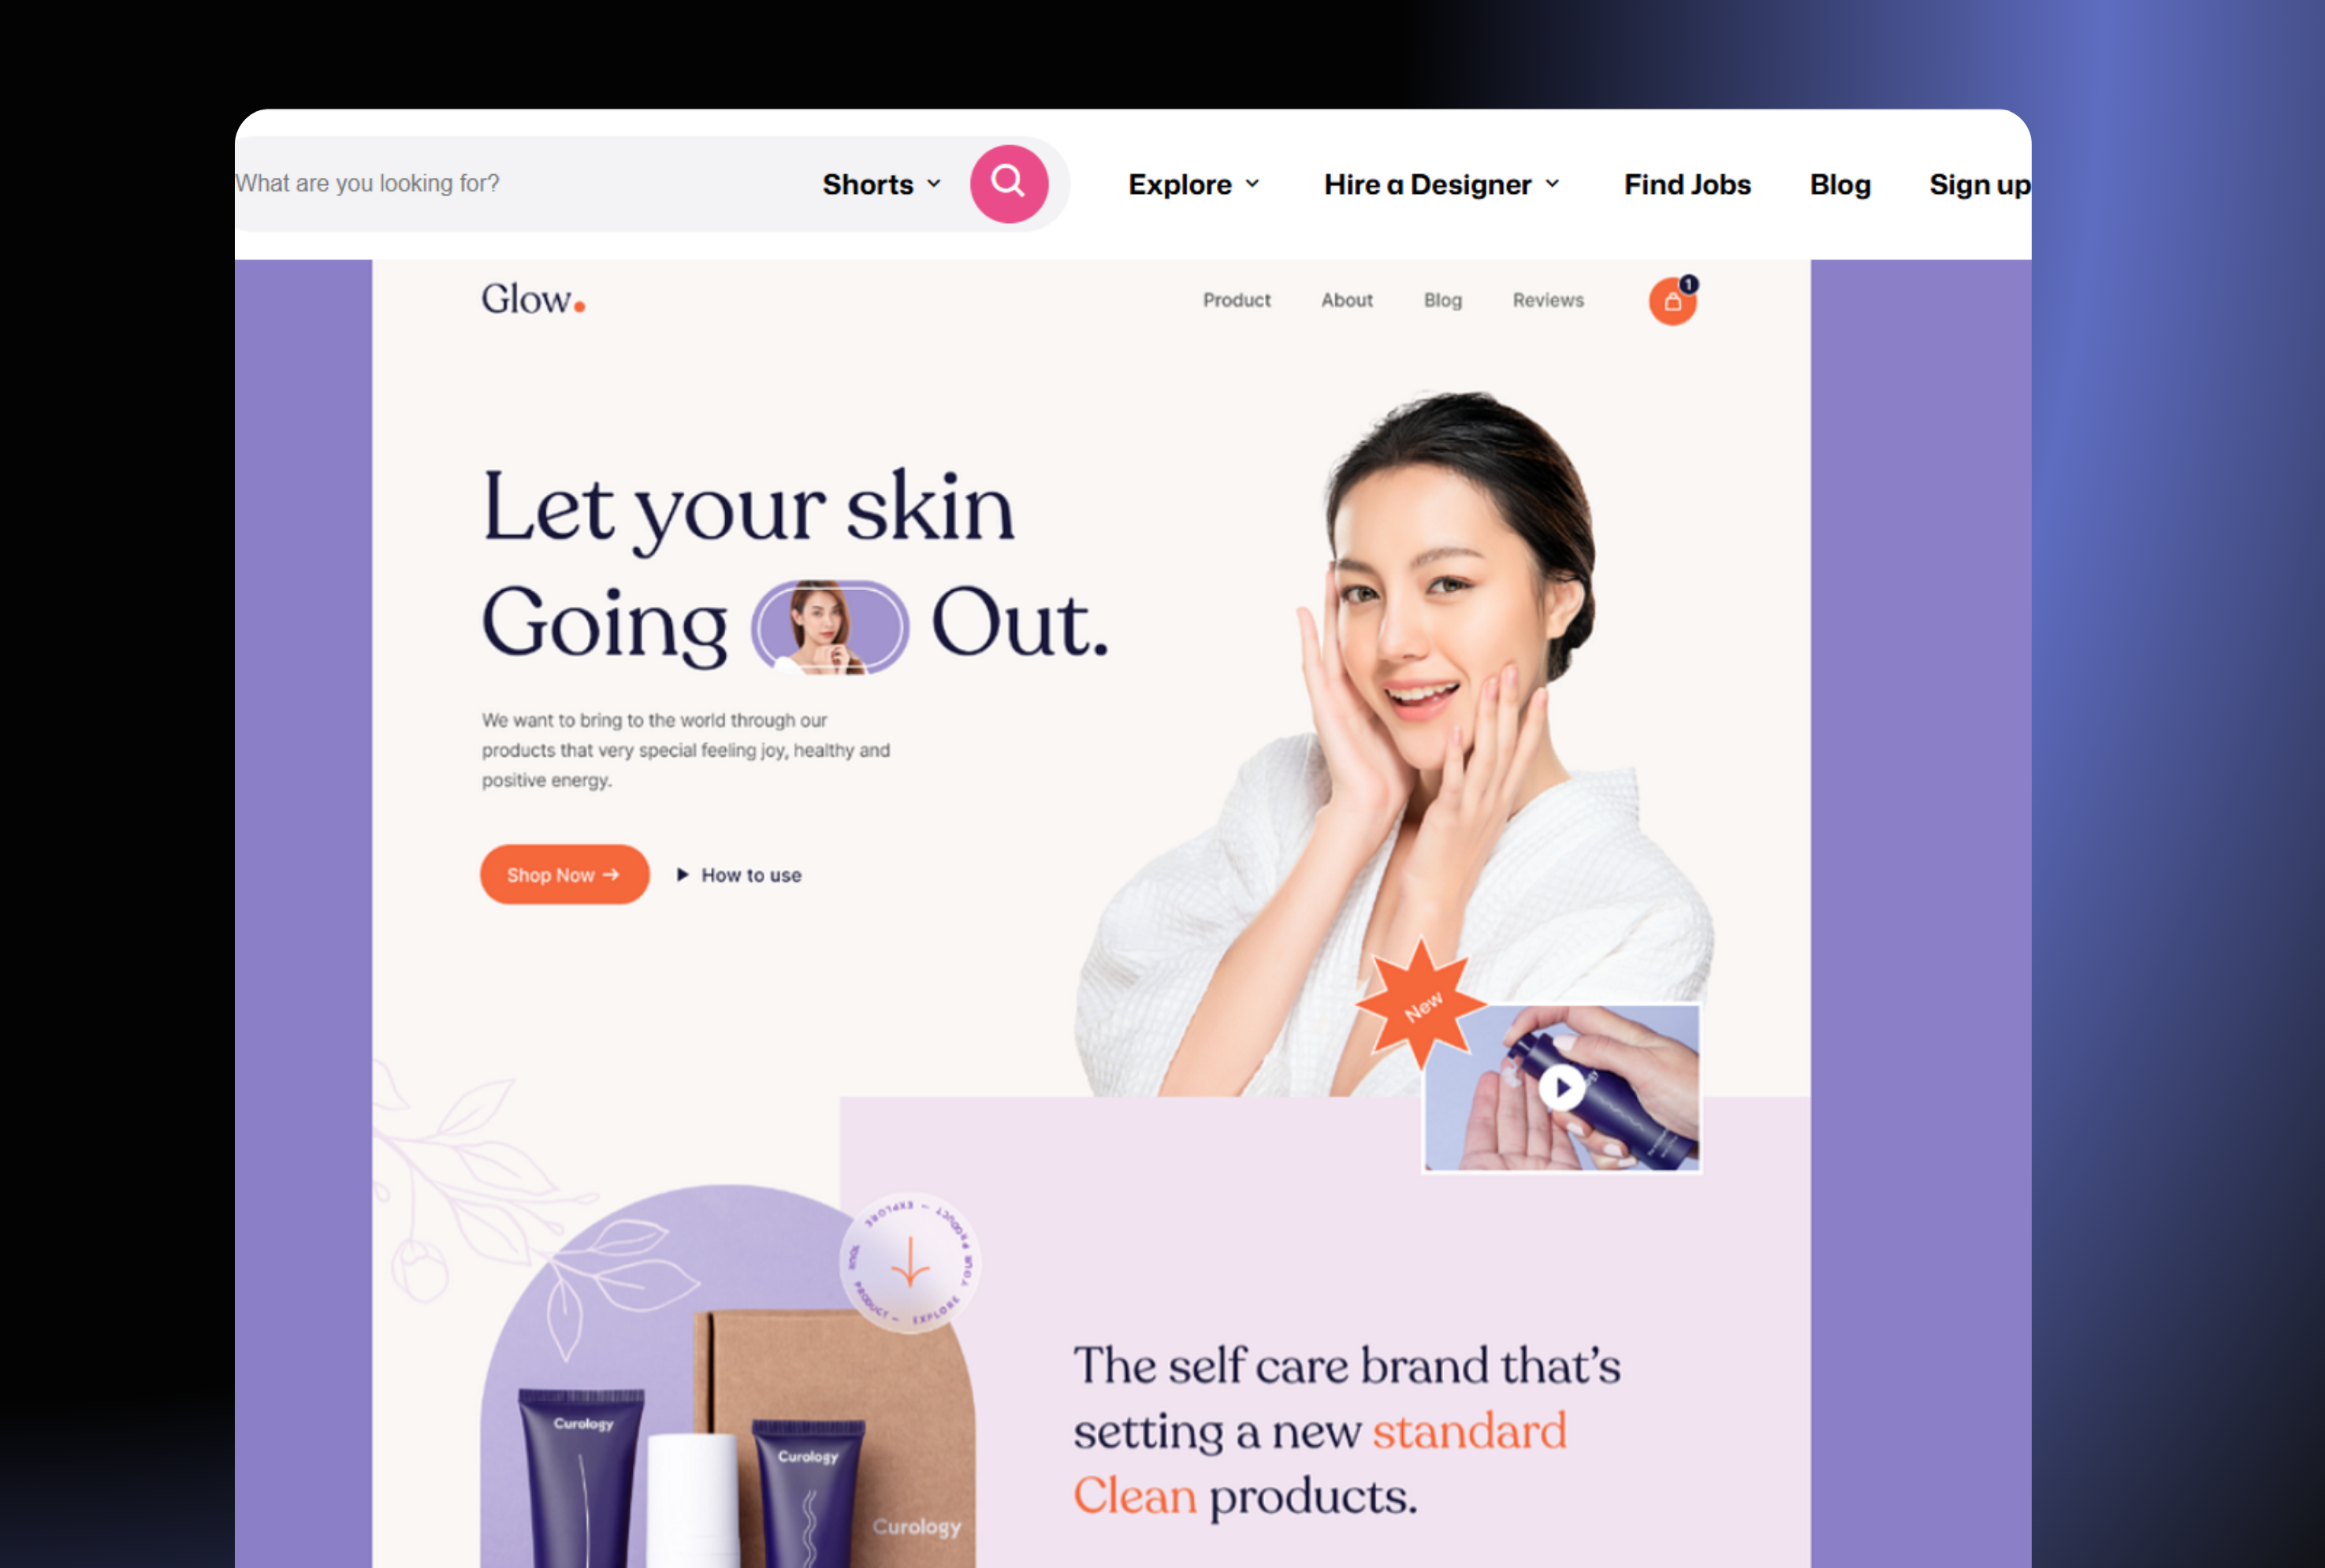 What are you looking for?
Shorts
Explore
Hire a Designer
Find Jobs
Blog
Sign up
Glow.
Product
About
Blog
Reviews
1
Let your skin
Going Out.
We want to bring to the world through our
products that very special feeling joy, healthy and
positive energy.
Shop Now →
How to use
New
EXPLORE YOUR PRODUCT – EXPLORE YOUR PRODUCT –
The self care brand that’s
setting a new standard
Clean products.
Curology
Curology
Curology